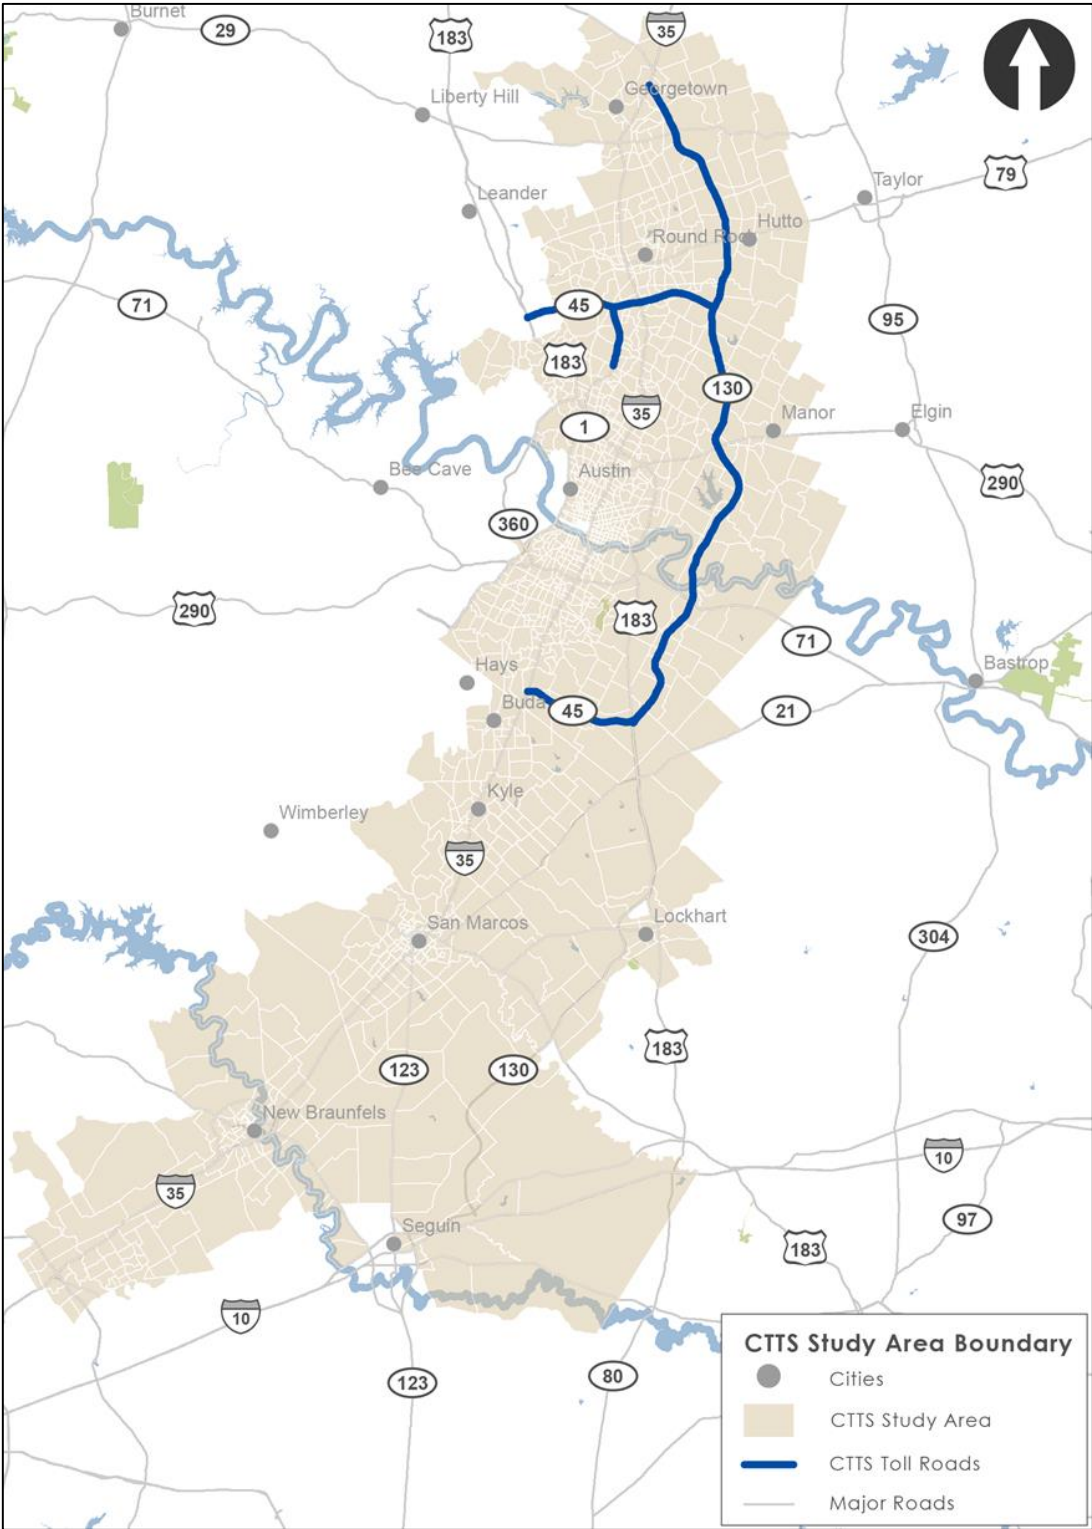 Burnet
29
183
35
Georgetown
Liberty Hill
79
Taylor
Leander
Hutto
Round Rock
71
45
95
183
130
35
1
Manor
Elgin
Austin
Bee Cave
290
360
290
183
71
Hays
Bastrop
Buda
45
21
Kyle
Wimberley
35
San Marcos
Lockhart
304
183
123
130
New Braunfels
10
35
97
Seguin
183
10
123
80
CTTS Study Area Boundary
Cities
CTTS Study Area
CTTS Toll Roads
Major Roads